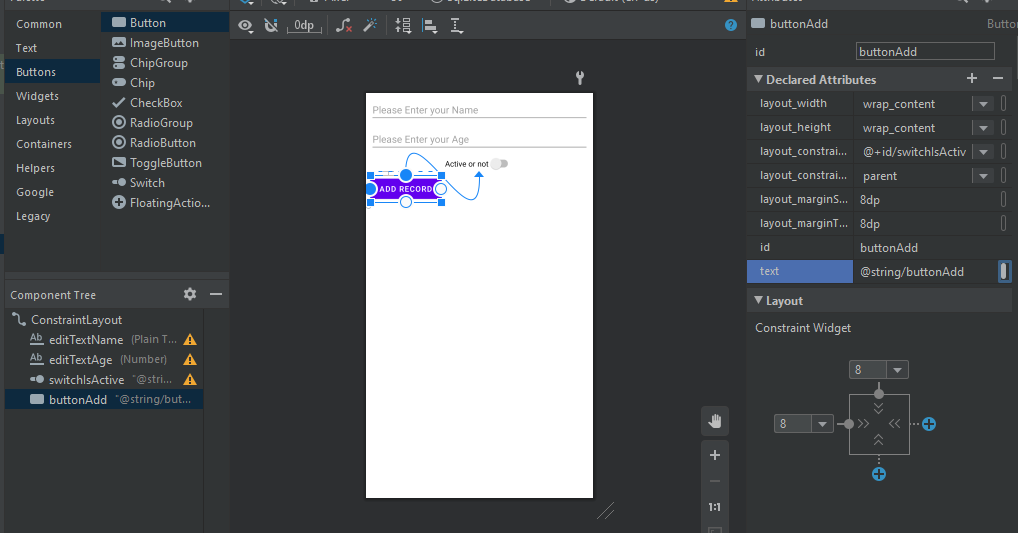 Common
Text
Buttons
Widgets
Layouts
Containers
Helpers
Google
Legacy
Button
ImageButton
ChipGroup
Chip
CheckBox
RadioGroup
RadioButton
ToggleButton
Switch
FloatingActio...
Component Tree
ConstraintLayout
Ab editTextName (Plain T...
Ab editTextAge (Number)
switchIsActive "@stri...
buttonAdd "@string/but...
0dp
Please Enter your Name
Please Enter your Age
Active or not
ADD RECORD
1:1
buttonAdd
Button
id buttonAdd
Declared Attributes
layout_width wrap_content
layout_height wrap_content
layout_constrai... @+id/switchIsActiv
layout_constrai... parent
layout_marginS... 8dp
layout_marginT... 8dp
id buttonAdd
text @string/buttonAdd
Layout
Constraint Widget
8
8